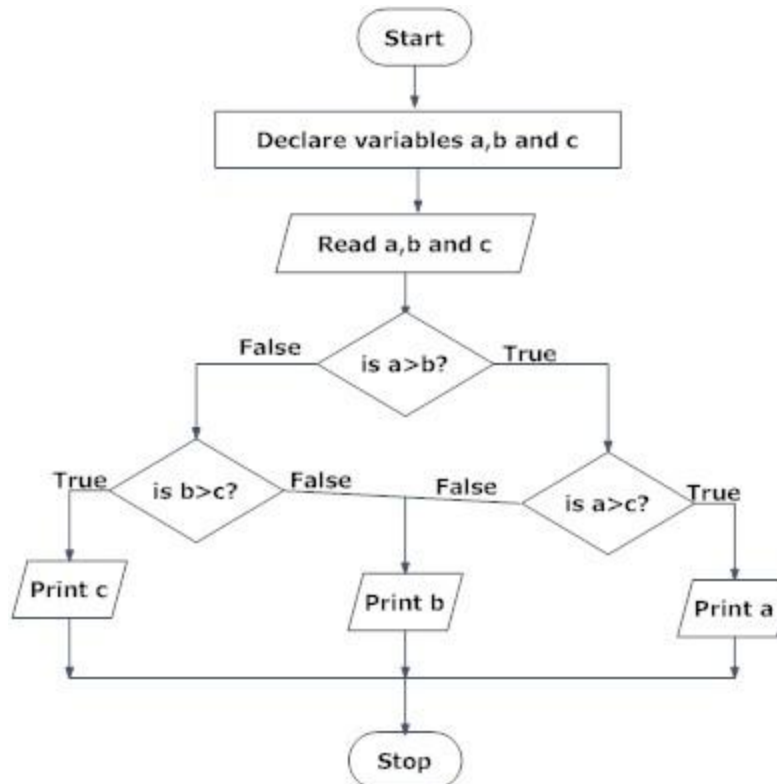 Start
Declare variables a,b and c
Read a,b and c
False
True
is a>b?
True
is b>c?
False
False
is a>c?
True
Print c
Print b
Print a
Stop